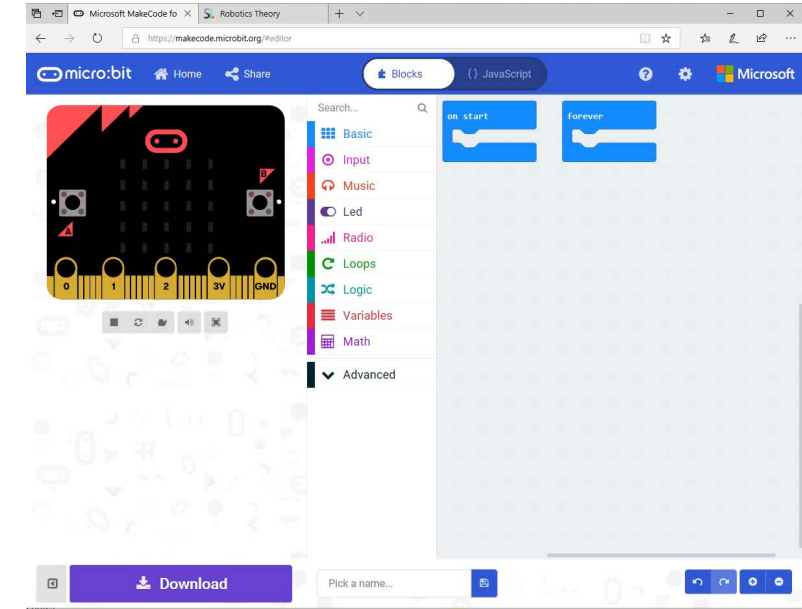 Microsoft MakeCode fo
Robotics Theory
https://makecode.microbit.org/#editor
micro:bit
Home
Share
Blocks
{} JavaScript
Microsoft
Search...
Basic
Input
Music
Led
Radio
Loops
Logic
Variables
Math
Advanced
on start
forever
A
B
0
1
2
3V
GND
Download
Pick a name...